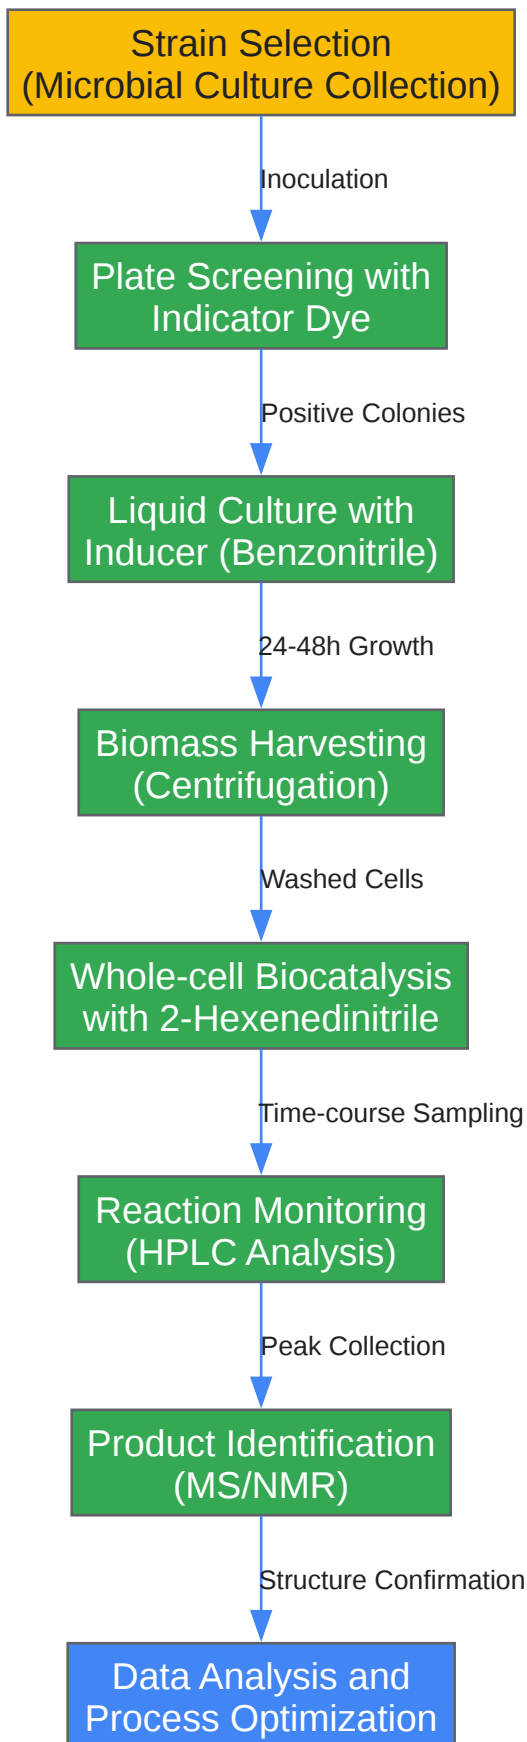 Strain Selection
(Microbial Culture Collection)
Inoculation
Plate Screening with
Indicator Dye
Positive Colonies
Liquid Culture with
Inducer (Benzonitrile)
24-48h Growth
Biomass Harvesting
(Centrifugation)
Washed Cells
Whole-cell Biocatalysis
with 2-Hexenedinitrile
Time-course Sampling
Reaction Monitoring
(HPLC Analysis)
Peak Collection
Product Identification
(MS/NMR)
Structure Confirmation
Data Analysis and
Process Optimization